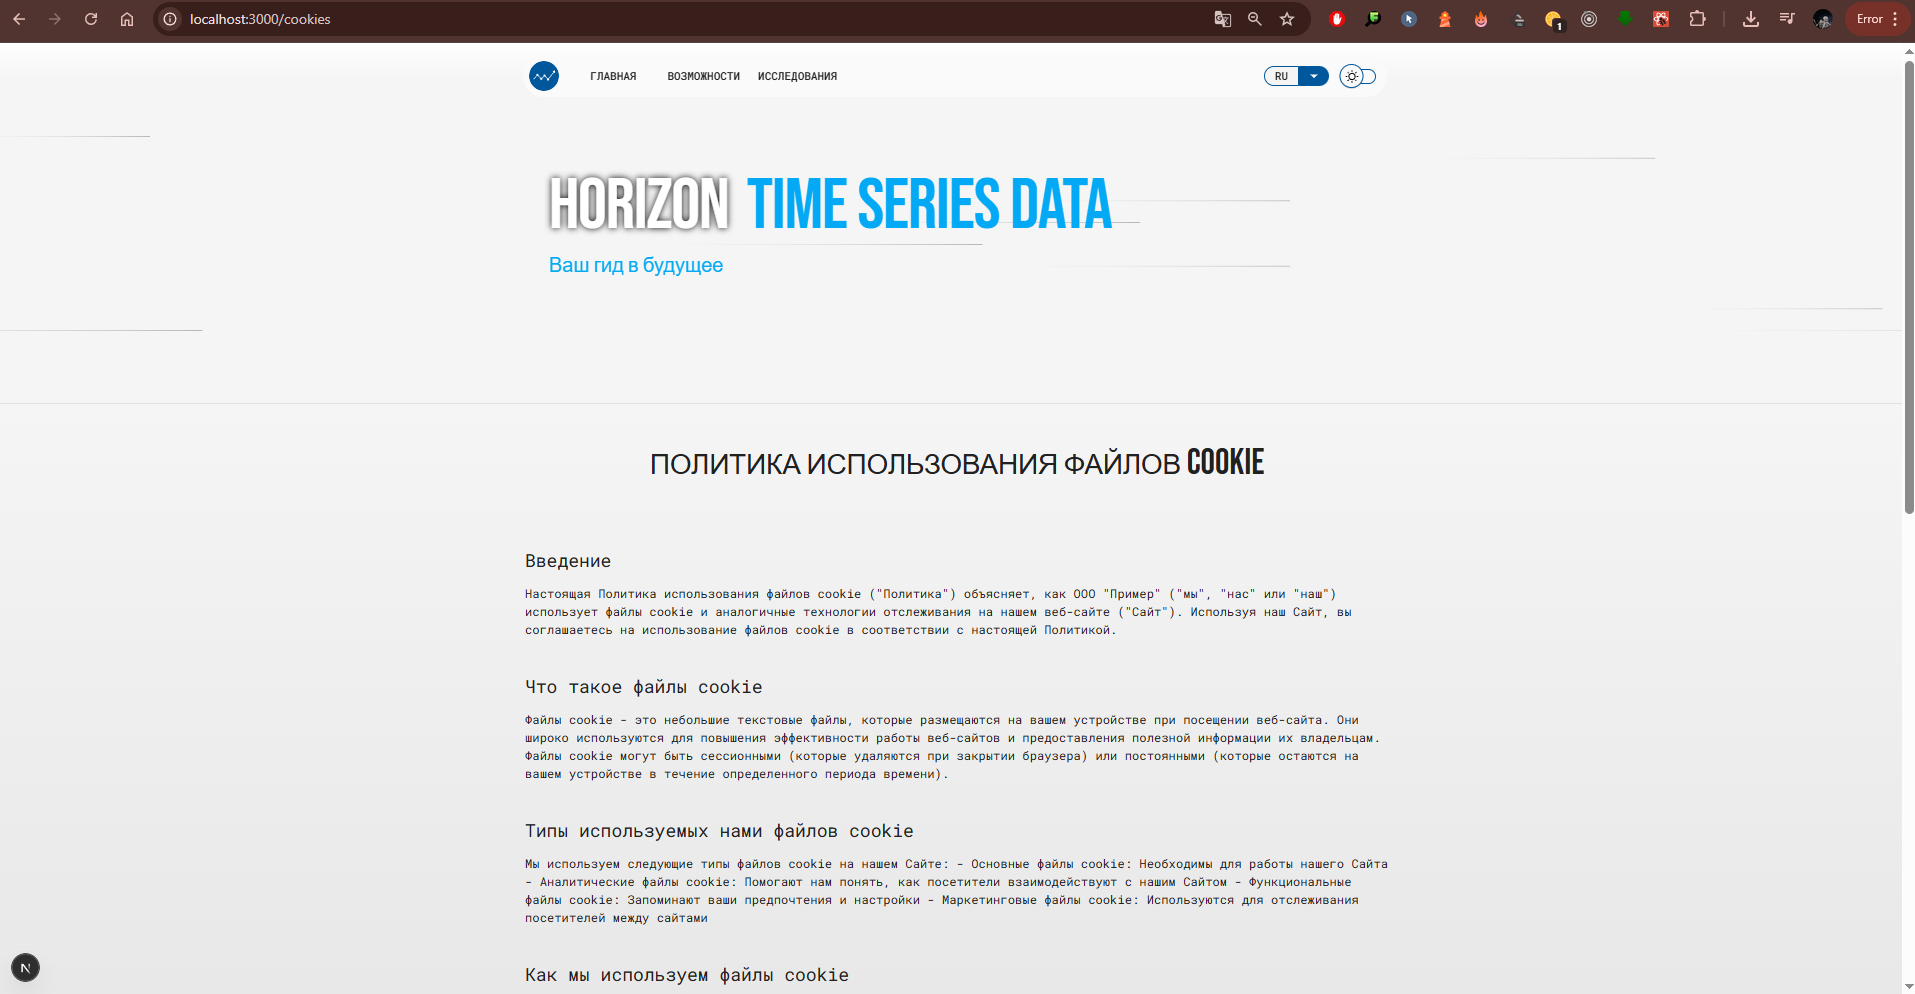 localhost:3000/cookies
1
Error
ГЛАВНАЯ
ВОЗМОЖНОСТИ
ИССЛЕДОВАНИЯ
RU
HORIZON TIME SERIES DATA
Ваш гид в будущее
ПОЛИТИКА ИСПОЛЬЗОВАНИЯ ФАЙЛОВ COOKIE
Введение
Настоящая Политика использования файлов cookie ("Политика") объясняет, как ООО "Пример" ("мы", "нас" или "наш")
использует файлы cookie и аналогичные технологии отслеживания на нашем веб-сайте ("Сайт"). Используя наш Сайт, вы
соглашаетесь на использование файлов cookie в соответствии с настоящей Политикой.
Что такое файлы cookie
Файлы cookie - это небольшие текстовые файлы, которые размещаются на вашем устройстве при посещении веб-сайта. Они
широко используются для повышения эффективности работы веб-сайтов и предоставления полезной информации их владельцам.
Файлы cookie могут быть сессионными (которые удаляются при закрытии браузера) или постоянными (которые остаются на
вашем устройстве в течение определенного периода времени).
Типы используемых нами файлов cookie
Мы используем следующие типы файлов cookie на нашем Сайте: - Основные файлы cookie: Необходимы для работы нашего Сайта
- Аналитические файлы cookie: Помогают нам понять, как посетители взаимодействуют с нашим Сайтом - Функциональные
файлы cookie: Запоминают ваши предпочтения и настройки - Маркетинговые файлы cookie: Используются для отслеживания
посетителей между сайтами
N
Как мы используем файлы cookie